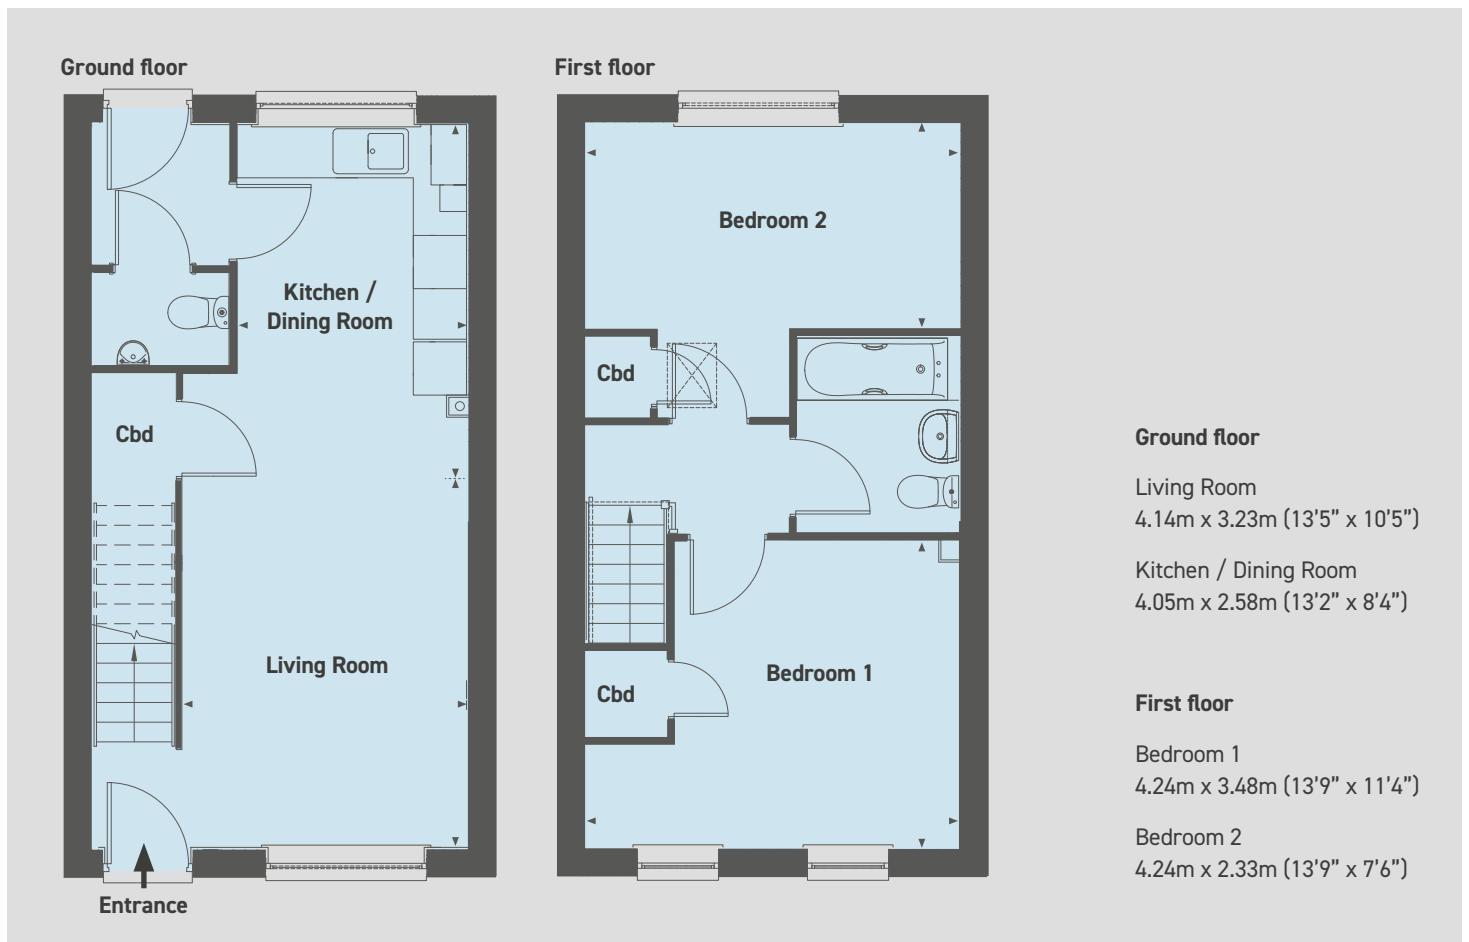 Ground floor
Kitchen /
Dining Room
Cbd
Living Room
Entrance
First floor
Bedroom 2
Cbd
Bedroom 1
Cbd
Ground floor
Living Room
4.14m x 3.23m (13’5” x 10’5”)
Kitchen / Dining Room
4.05m x 2.58m (13’2” x 8’4”)
First floor
Bedroom 1
4.24m x 3.48m (13’9” x 11’4”)
Bedroom 2
4.24m x 2.33m (13’9” x 7’6”)